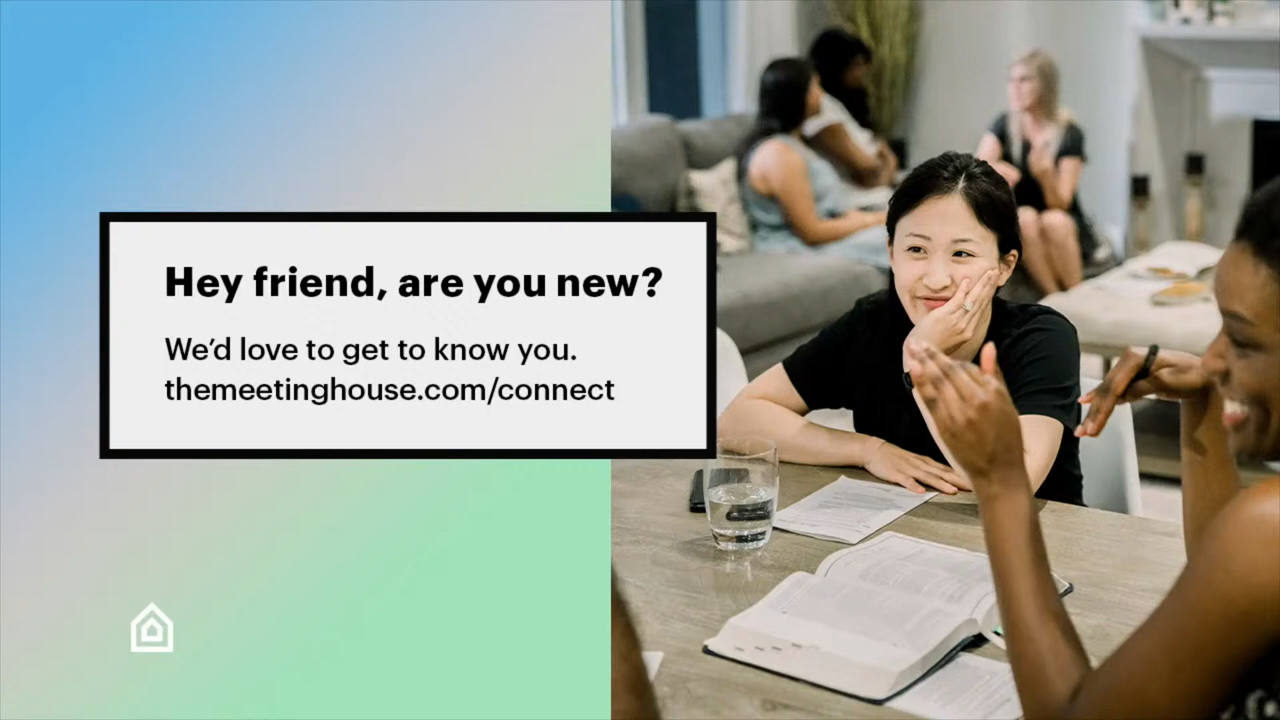 Hey friend, are you new?
We’d love to get to know you.
themeetinghouse.com/connect